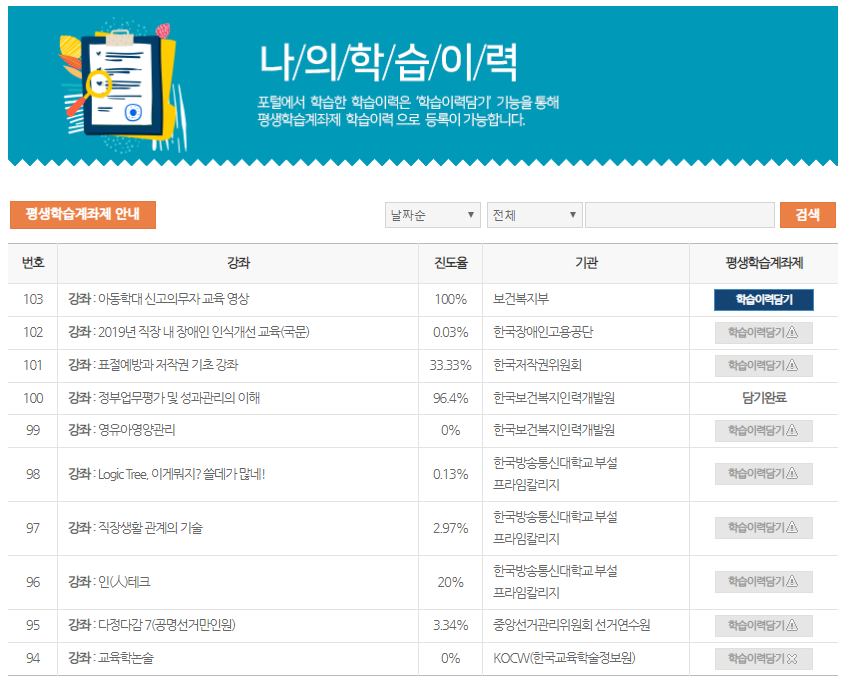 나/의/학/습/이/력
포털에서 학습한 학습이력은 '학습이력담기' 기능을 통해
평생학습계좌제 학습이력 으로 등록이 가능합니다.
평생학습계좌제 안내 날짜순 전체 검색
번호 강좌 진도율 기관 평생학습계좌제
103 강좌 : 아동학대 신고의무자 교육 영상 100% 보건복지부 학습이력담기
102 강좌 : 2019년 직장 내 장애인 인식개선 교육(국문) 0.03% 한국장애인고용공단 학습이력담기
101 강좌 : 표절예방과 저작권 기초 강좌 33.33% 한국저작권위원회 학습이력담기
100 강좌 : 정부업무평가 및 성과관리의 이해 96.4% 한국보건복지인력개발원 담기완료
99 강좌 : 영유아영양관리 0% 한국보건복지인력개발원 학습이력담기
98 강좌 : Logic Tree, 이게뭐지? 쓸데가 많네! 0.13% 한국방송통신대학교 부설 학습이력담기
프라임칼리지
97 강좌 : 직장생활 관계의 기술 2.97% 한국방송통신대학교 부설 학습이력담기
프라임칼리지
96 강좌 : 인(人)테크 20% 한국방송통신대학교 부설 학습이력담기
프라임칼리지
95 강좌 : 다정다감 7(공명선거만인원) 3.34% 중앙선거관리위원회 선거연수원 학습이력담기
94 강좌 : 교육학논술 0% KOCW(한국교육학술정보원) 학습이력담기